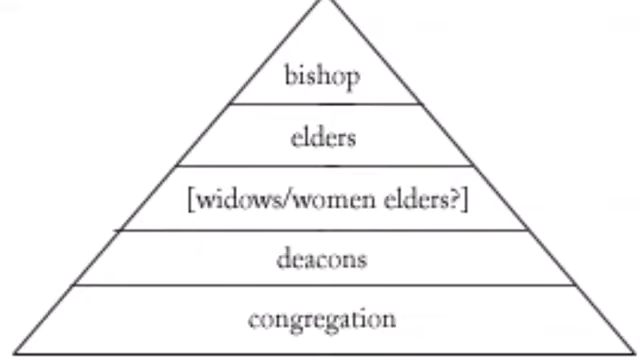 bishop
elders
[widows/women elders?]
deacons
congregation